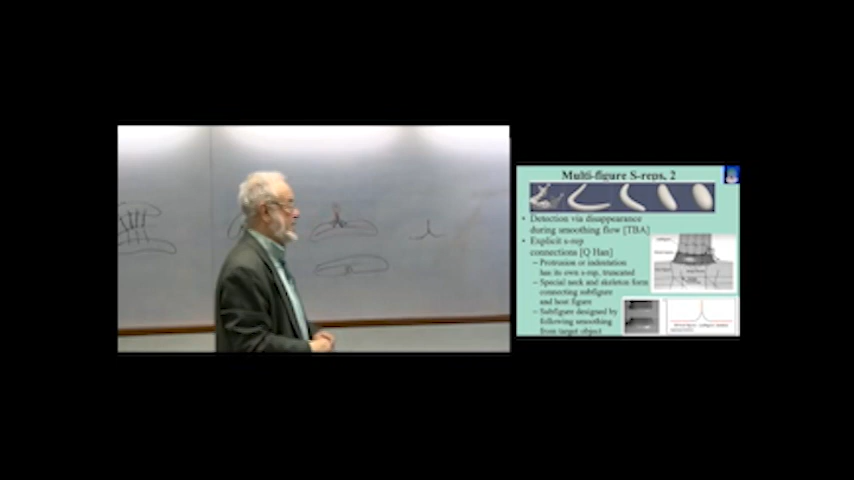 Multi-figure S-reps, 2
• Detection via disappearance
during smoothing flow [TBA]
• Explicit s-rep
connections [Q Han]
– Protrusion or indentation
has its own s-rep, truncated
– Special neck and skeleton form
connecting subfigure
and host figure
– Subfigure designed by
following smoothing
from target object